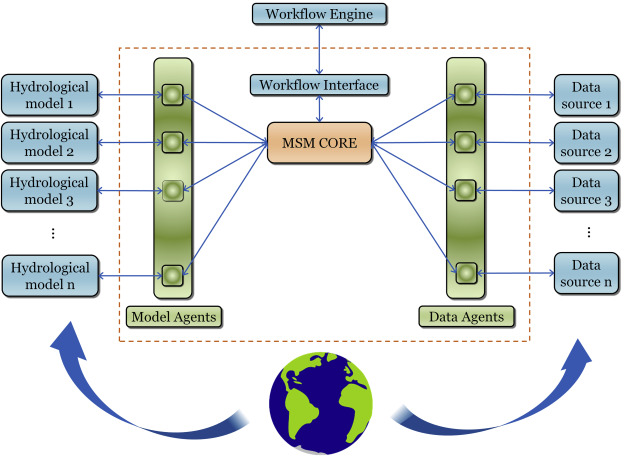 Workflow Engine
Workflow Interface
MSM CORE
Hydrological
model 1
Hydrological
model 2
Hydrological
model 3
...
Hydrological
model n
Model Agents
Data Agents
Data
source 1
Data
source 2
Data
source 3
...
Data
source n